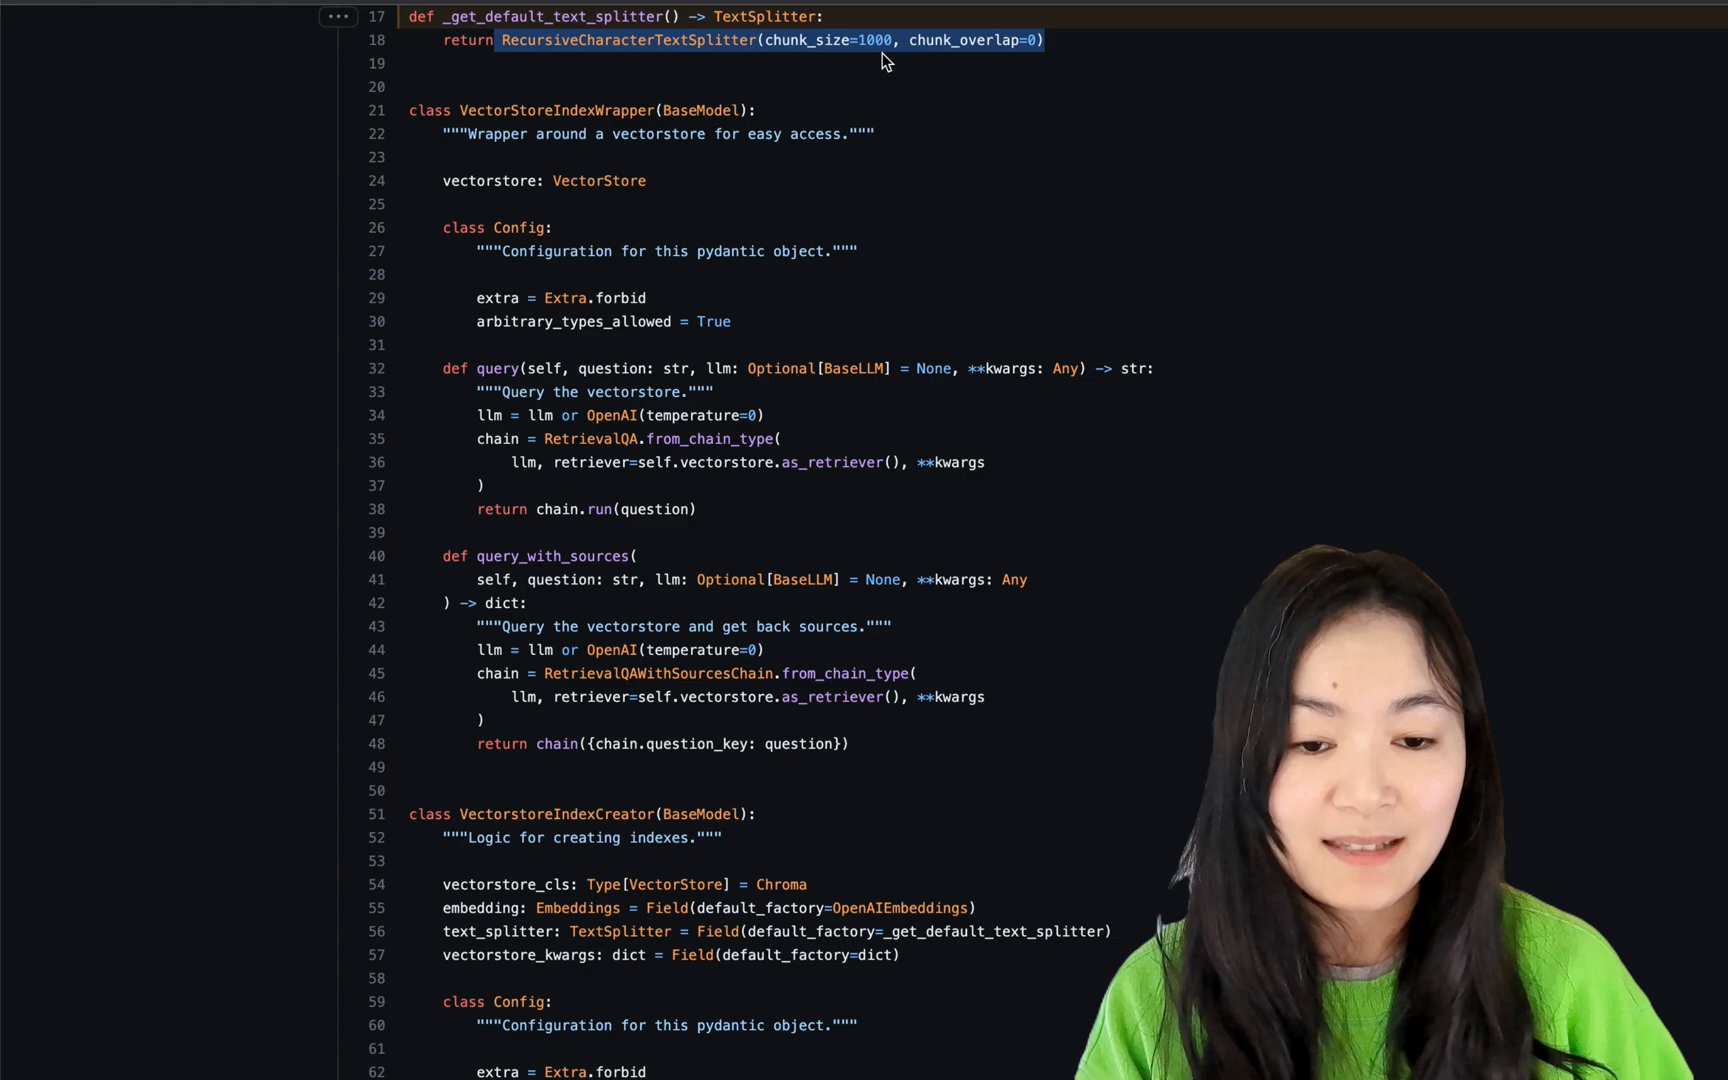 17 def _get_default_text_splitter() -> TextSplitter:
18 return RecursiveCharacterTextSplitter(chunk_size=1000, chunk_overlap=0)
19
20
21 class VectorStoreIndexWrapper(BaseModel):
22 """Wrapper around a vectorstore for easy access."""
23
24 vectorstore: VectorStore
25
26 class Config:
27 """Configuration for this pydantic object."""
28
29 extra = Extra.forbid
30 arbitrary_types_allowed = True
31
32 def query(self, question: str, llm: Optional[BaseLLM] = None, **kwargs: Any) -> str:
33 """Query the vectorstore."""
34 llm = llm or OpenAI(temperature=0)
35 chain = RetrievalQA.from_chain_type(
36 llm, retriever=self.vectorstore.as_retriever(), **kwargs
37 )
38 return chain.run(question)
39
40 def query_with_sources(
41 self, question: str, llm: Optional[BaseLLM] = None, **kwargs: Any
42 ) -> dict:
43 """Query the vectorstore and get back sources."""
44 llm = llm or OpenAI(temperature=0)
45 chain = RetrievalQAWithSourcesChain.from_chain_type(
46 llm, retriever=self.vectorstore.as_retriever(), **kwargs
47 )
48 return chain({chain.question_key: question})
49
50
51 class VectorstoreIndexCreator(BaseModel):
52 """Logic for creating indexes."""
53
54 vectorstore_cls: Type[VectorStore] = Chroma
55 embedding: Embeddings = Field(default_factory=OpenAIEmbeddings)
56 text_splitter: TextSplitter = Field(default_factory=_get_default_text_splitter)
57 vectorstore_kwargs: dict = Field(default_factory=dict)
58
59 class Config:
60 """Configuration for this pydantic object."""
61
62 extra = Extra.forbid